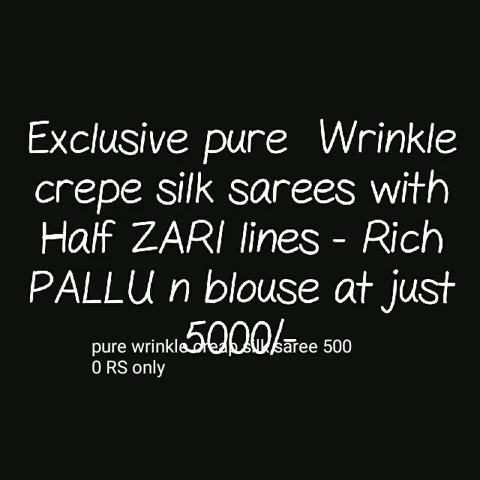 Exclusive pure Wrinkle
crepe silk sarees with
Half ZARI lines - Rich
PALLU n blouse at just
5000/-
pure wrinkle creap silk saree 500
0 RS only